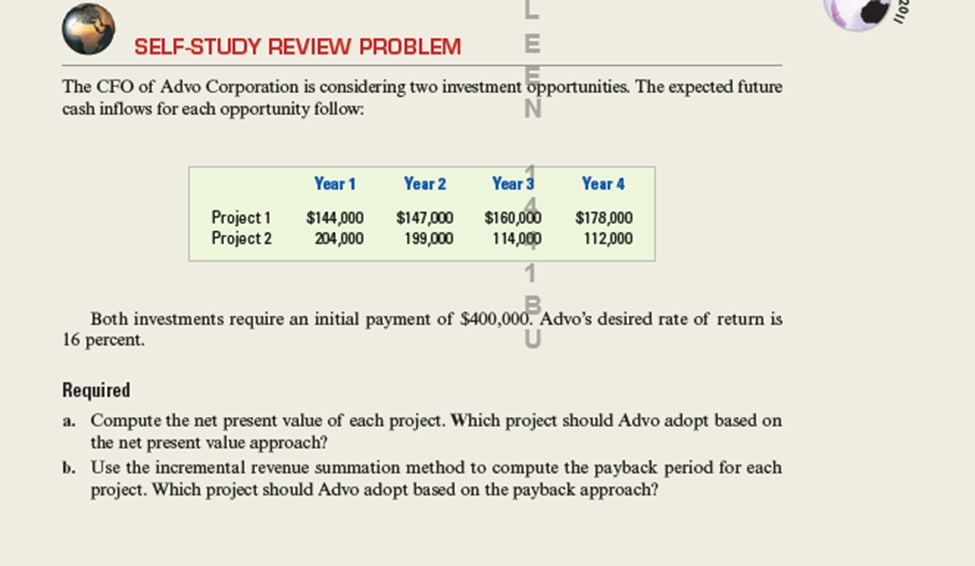 2011
L
E
E
N
1
4
4
1
B
U
SELF-STUDY REVIEW PROBLEM
The CFO of Advo Corporation is considering two investment opportunities. The expected future
cash inflows for each opportunity follow:
Year 1 Year 2 Year 3 Year 4
Project 1 $144,000 $147,000 $160,000 $178,000
Project 2 204,000 199,000 114,000 112,000
Both investments require an initial payment of $400,000. Advo’s desired rate of return is
16 percent.
Required
a. Compute the net present value of each project. Which project should Advo adopt based on
the net present value approach?
b. Use the incremental revenue summation method to compute the payback period for each
project. Which project should Advo adopt based on the payback approach?